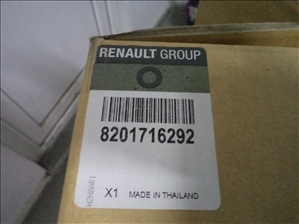 RENAULT GROUP
8201716292
X1 MADE IN THAILAND